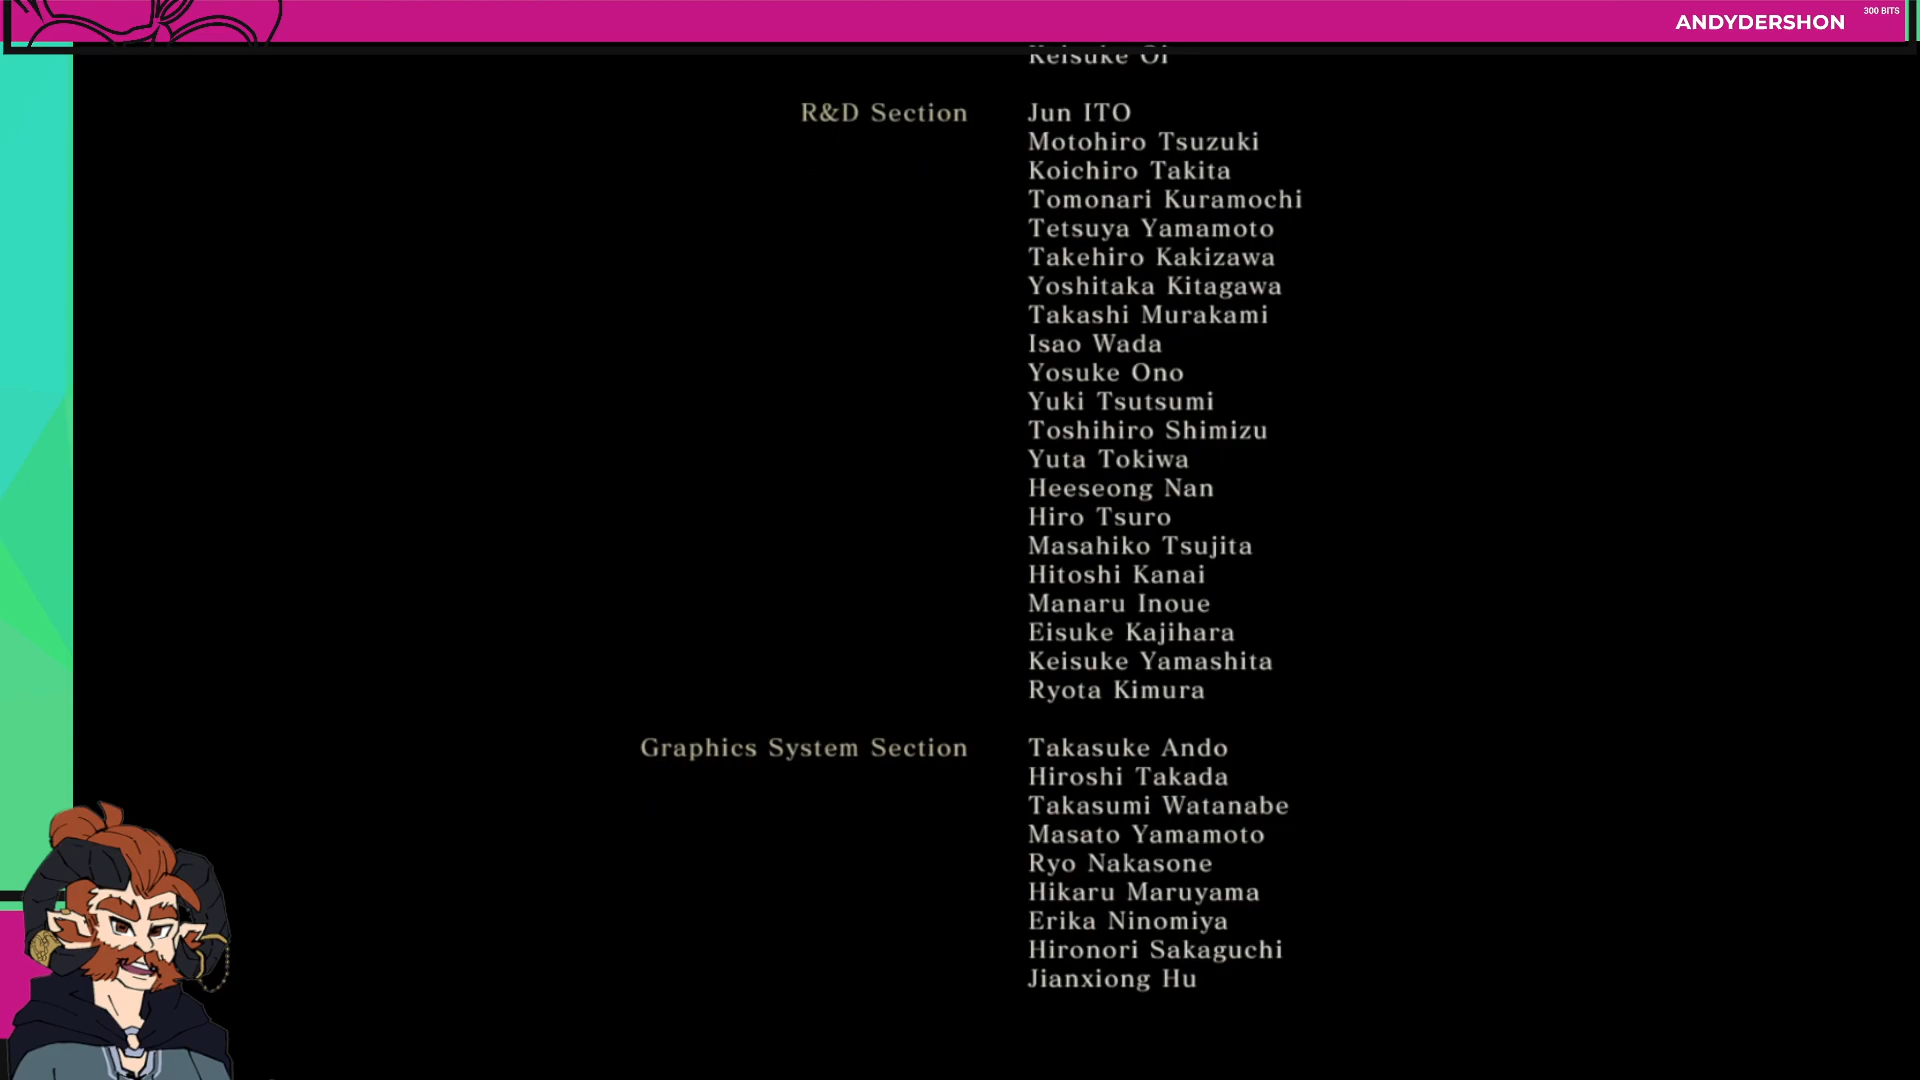 300 BITS
ANDYDERSHON
Keisuke Oi
R&D Section Jun ITO
Motohiro Tsuzuki
Koichiro Takita
Tomonari Kuramochi
Tetsuya Yamamoto
Takehiro Kakizawa
Yoshitaka Kitagawa
Takashi Murakami
Isao Wada
Yosuke Ono
Yuki Tsutsumi
Toshihiro Shimizu
Yuta Tokiwa
Heeseong Nan
Hiro Tsuro
Masahiko Tsujita
Hitoshi Kanai
Manaru Inoue
Eisuke Kajihara
Keisuke Yamashita
Ryota Kimura
Graphics System Section Takasuke Ando
Hiroshi Takada
Takasumi Watanabe
Masato Yamamoto
Ryo Nakasone
Hikaru Maruyama
Erika Ninomiya
Hironori Sakaguchi
Jianxiong Hu